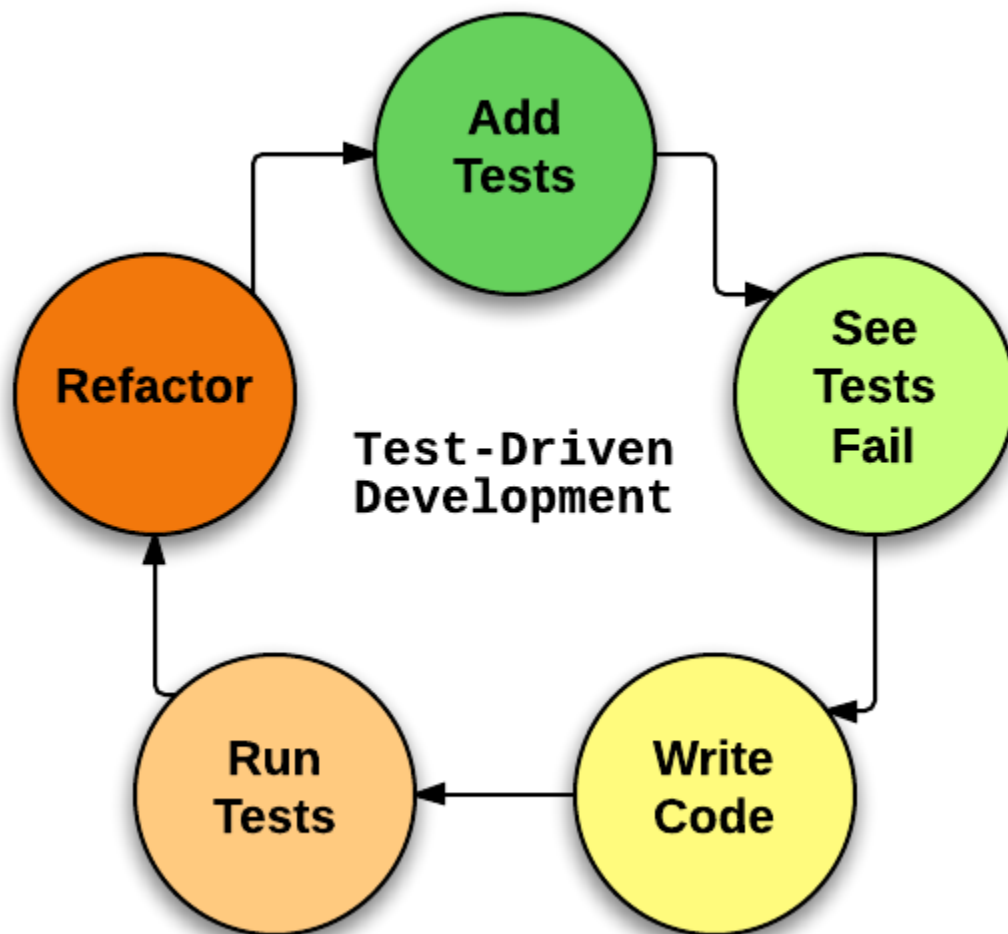 Add
Tests
See
Tests
Fail
Refactor
Test-Driven
Development
Run
Tests
Write
Code